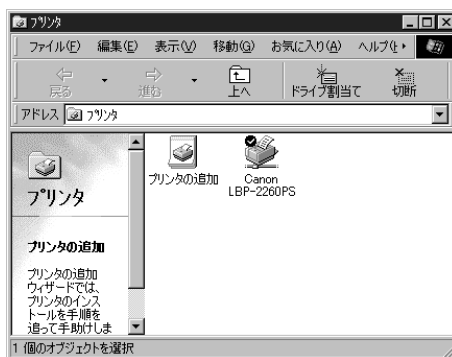 プリンタ
ファイル(F) 編集(E) 表示(V) 移動(G) お気に入り(A) ヘルプ(
戻る 進む 上へ ドライブ割当て 切断
アドレス プリンタ
プリンタの追加
Canon
LBP-2260PS
プリンタ
プリンタの追加
プリンタの追加
ウィザードでは、
プリンタのインス
トールを手順を
追って手助けしま
1 個のオブジェクトを選択